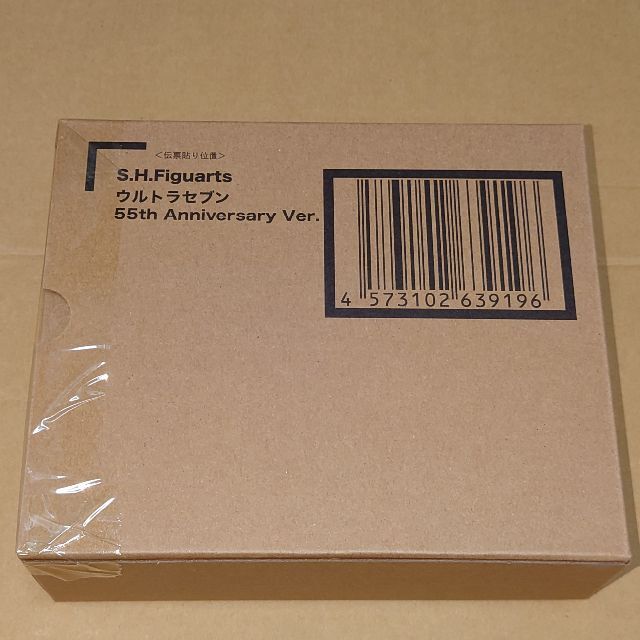 ＜伝票貼り位置＞
S.H.Figuarts
ウルトラセブン
55th Anniversary Ver.
4 573102 639196